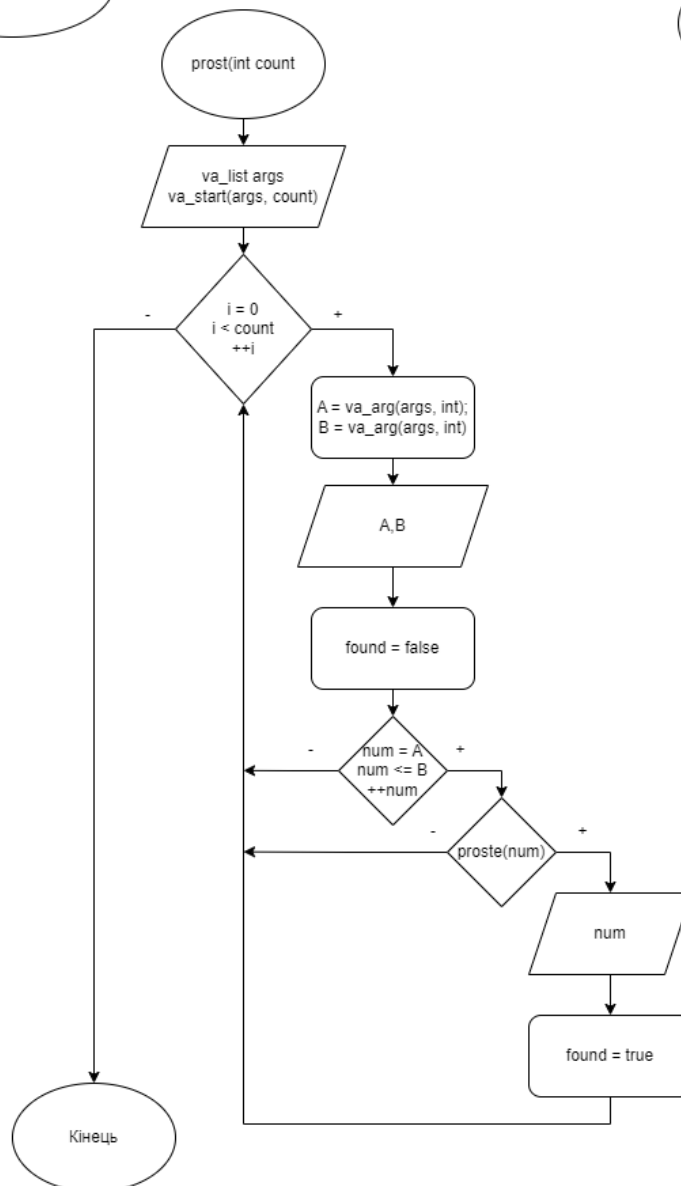 prost(int count
va_list args
va_start(args, count)
i = 0
i < count
++i
-
+
A = va_arg(args, int);
B = va_arg(args, int)
A,B
found = false
num = A
num <= B
++num
-
+
proste(num)
-
+
num
found = true
Кінець